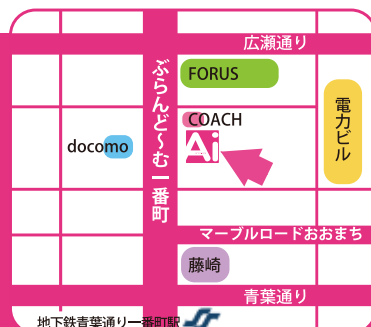 広瀬通り
ぶらんど〜む一番町
FORUS
COACH
Ai
docomo
電力ビル
マーブルロードおおまち
藤崎
青葉通り
地下鉄青葉通り一番町駅